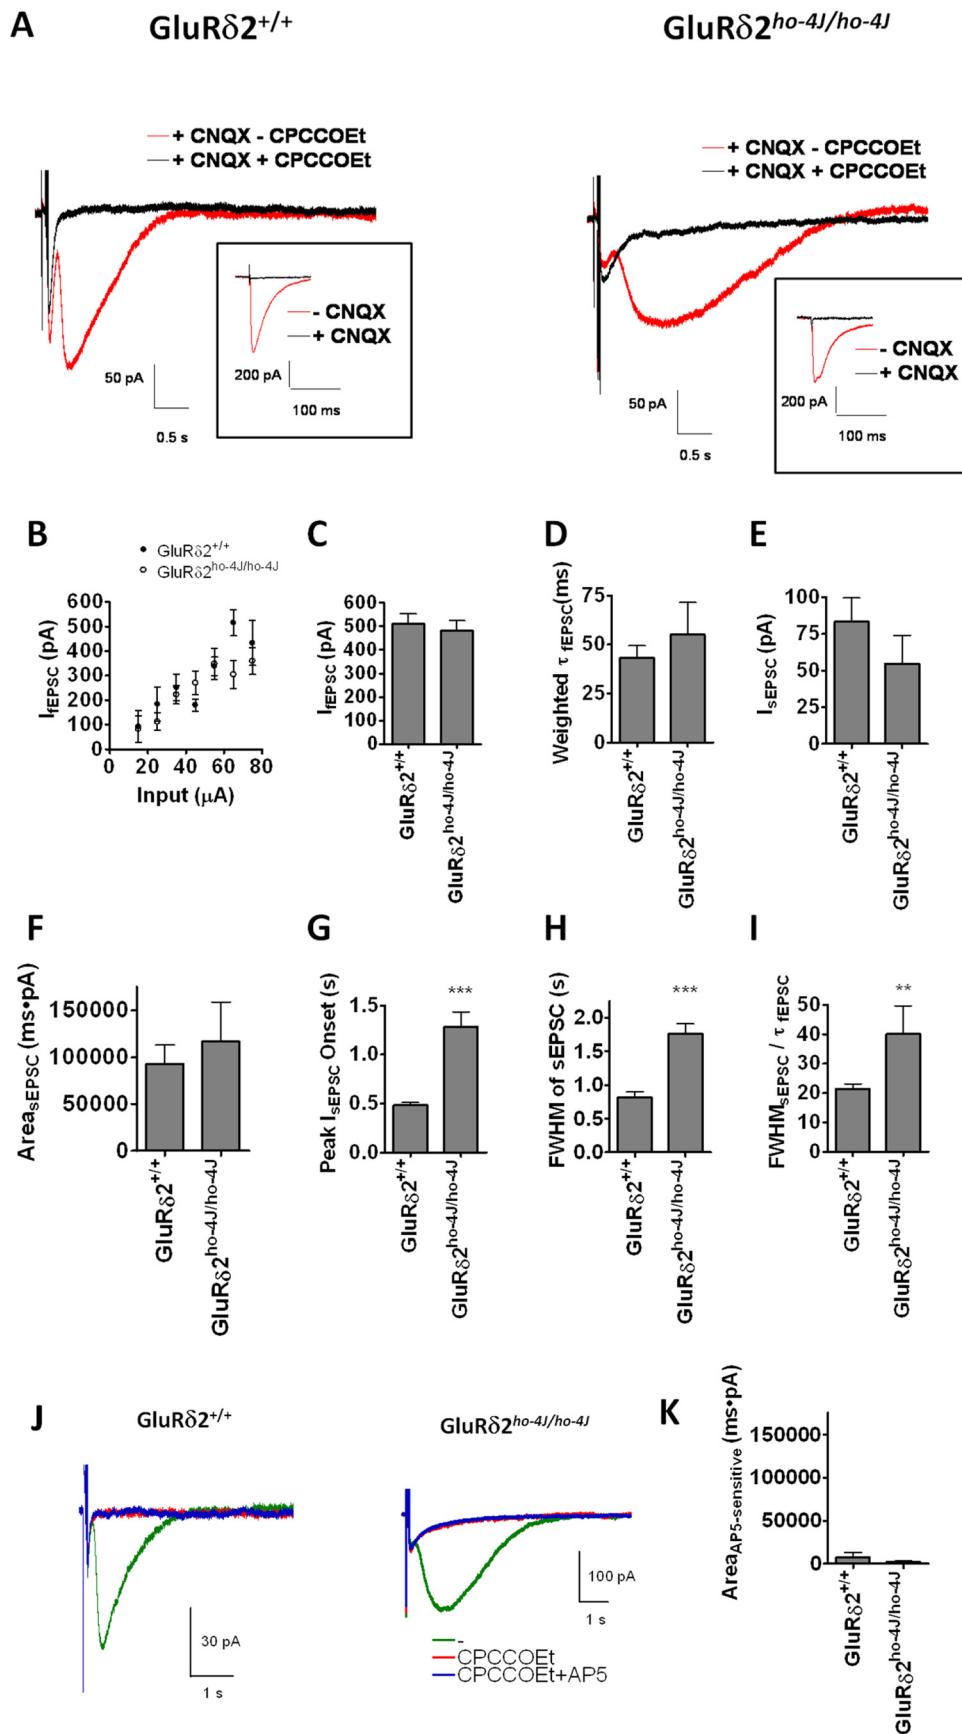 A
GluRδ2+/+
GluRδ2ho-4J/ho-4J
+ CNQX - CPCCOEt
+ CNQX + CPCCOEt
50 pA
0.5 s
- CNQX
+ CNQX
200 pA
100 ms
+ CNQX - CPCCOEt
+ CNQX + CPCCOEt
50 pA
0.5 s
- CNQX
+ CNQX
200 pA
100 ms
B
GluRδ2+/+
GluRδ2ho-4J/ho-4J
IfEPSC (pA)
600
500
400
300
200
100
0
20 40 60 80
Input (μA)
C
IfEPSC (pA)
600
500
400
300
200
100
0
GluRδ2+/+
GluRδ2ho-4J/ho-4J
D
Weighted τ fEPSC(ms)
75
50
25
0
GluRδ2+/+
GluRδ2ho-4J/ho-4J
E
IsEPSC (pA)
100
75
50
25
0
GluRδ2+/+
GluRδ2ho-4J/ho-4J
F
AreasEPSC (ms•pA)
150000
100000
50000
0
GluRδ2+/+
GluRδ2ho-4J/ho-4J
G
Peak IsEPSC Onset (s)
1.5
1.0
0.5
0.0
***
GluRδ2+/+
GluRδ2ho-4J/ho-4J
H
FWHM of sEPSC (s)
2.0
1.5
1.0
0.5
0.0
***
GluRδ2+/+
GluRδ2ho-4J/ho-4J
I
FWHMsEPSC / τ fEPSC
50
40
30
20
10
0
**
GluRδ2+/+
GluRδ2ho-4J/ho-4J
J
GluRδ2+/+
30 pA
1 s
GluRδ2ho-4J/ho-4J
100 pA
1 s
-
CPCCOEt
CPCCOEt+AP5
K
AreaAP5-sensitive (ms•pA)
150000
100000
50000
0
GluRδ2+/+
GluRδ2ho-4J/ho-4J